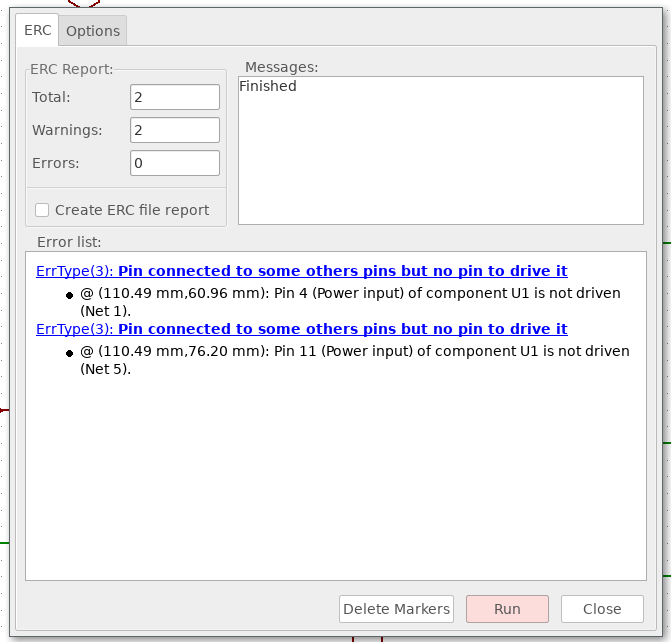 ERC
Options
ERC Report:
Total:
2
Warnings:
2
Errors:
0
Create ERC file report
Messages:
Finished
Error list:
ErrType(3): Pin connected to some others pins but no pin to drive it
@ (110.49 mm,60.96 mm): Pin 4 (Power input) of component U1 is not driven
(Net 1).
ErrType(3): Pin connected to some others pins but no pin to drive it
@ (110.49 mm,76.20 mm): Pin 11 (Power input) of component U1 is not driven
(Net 5).
Delete Markers
Run
Close